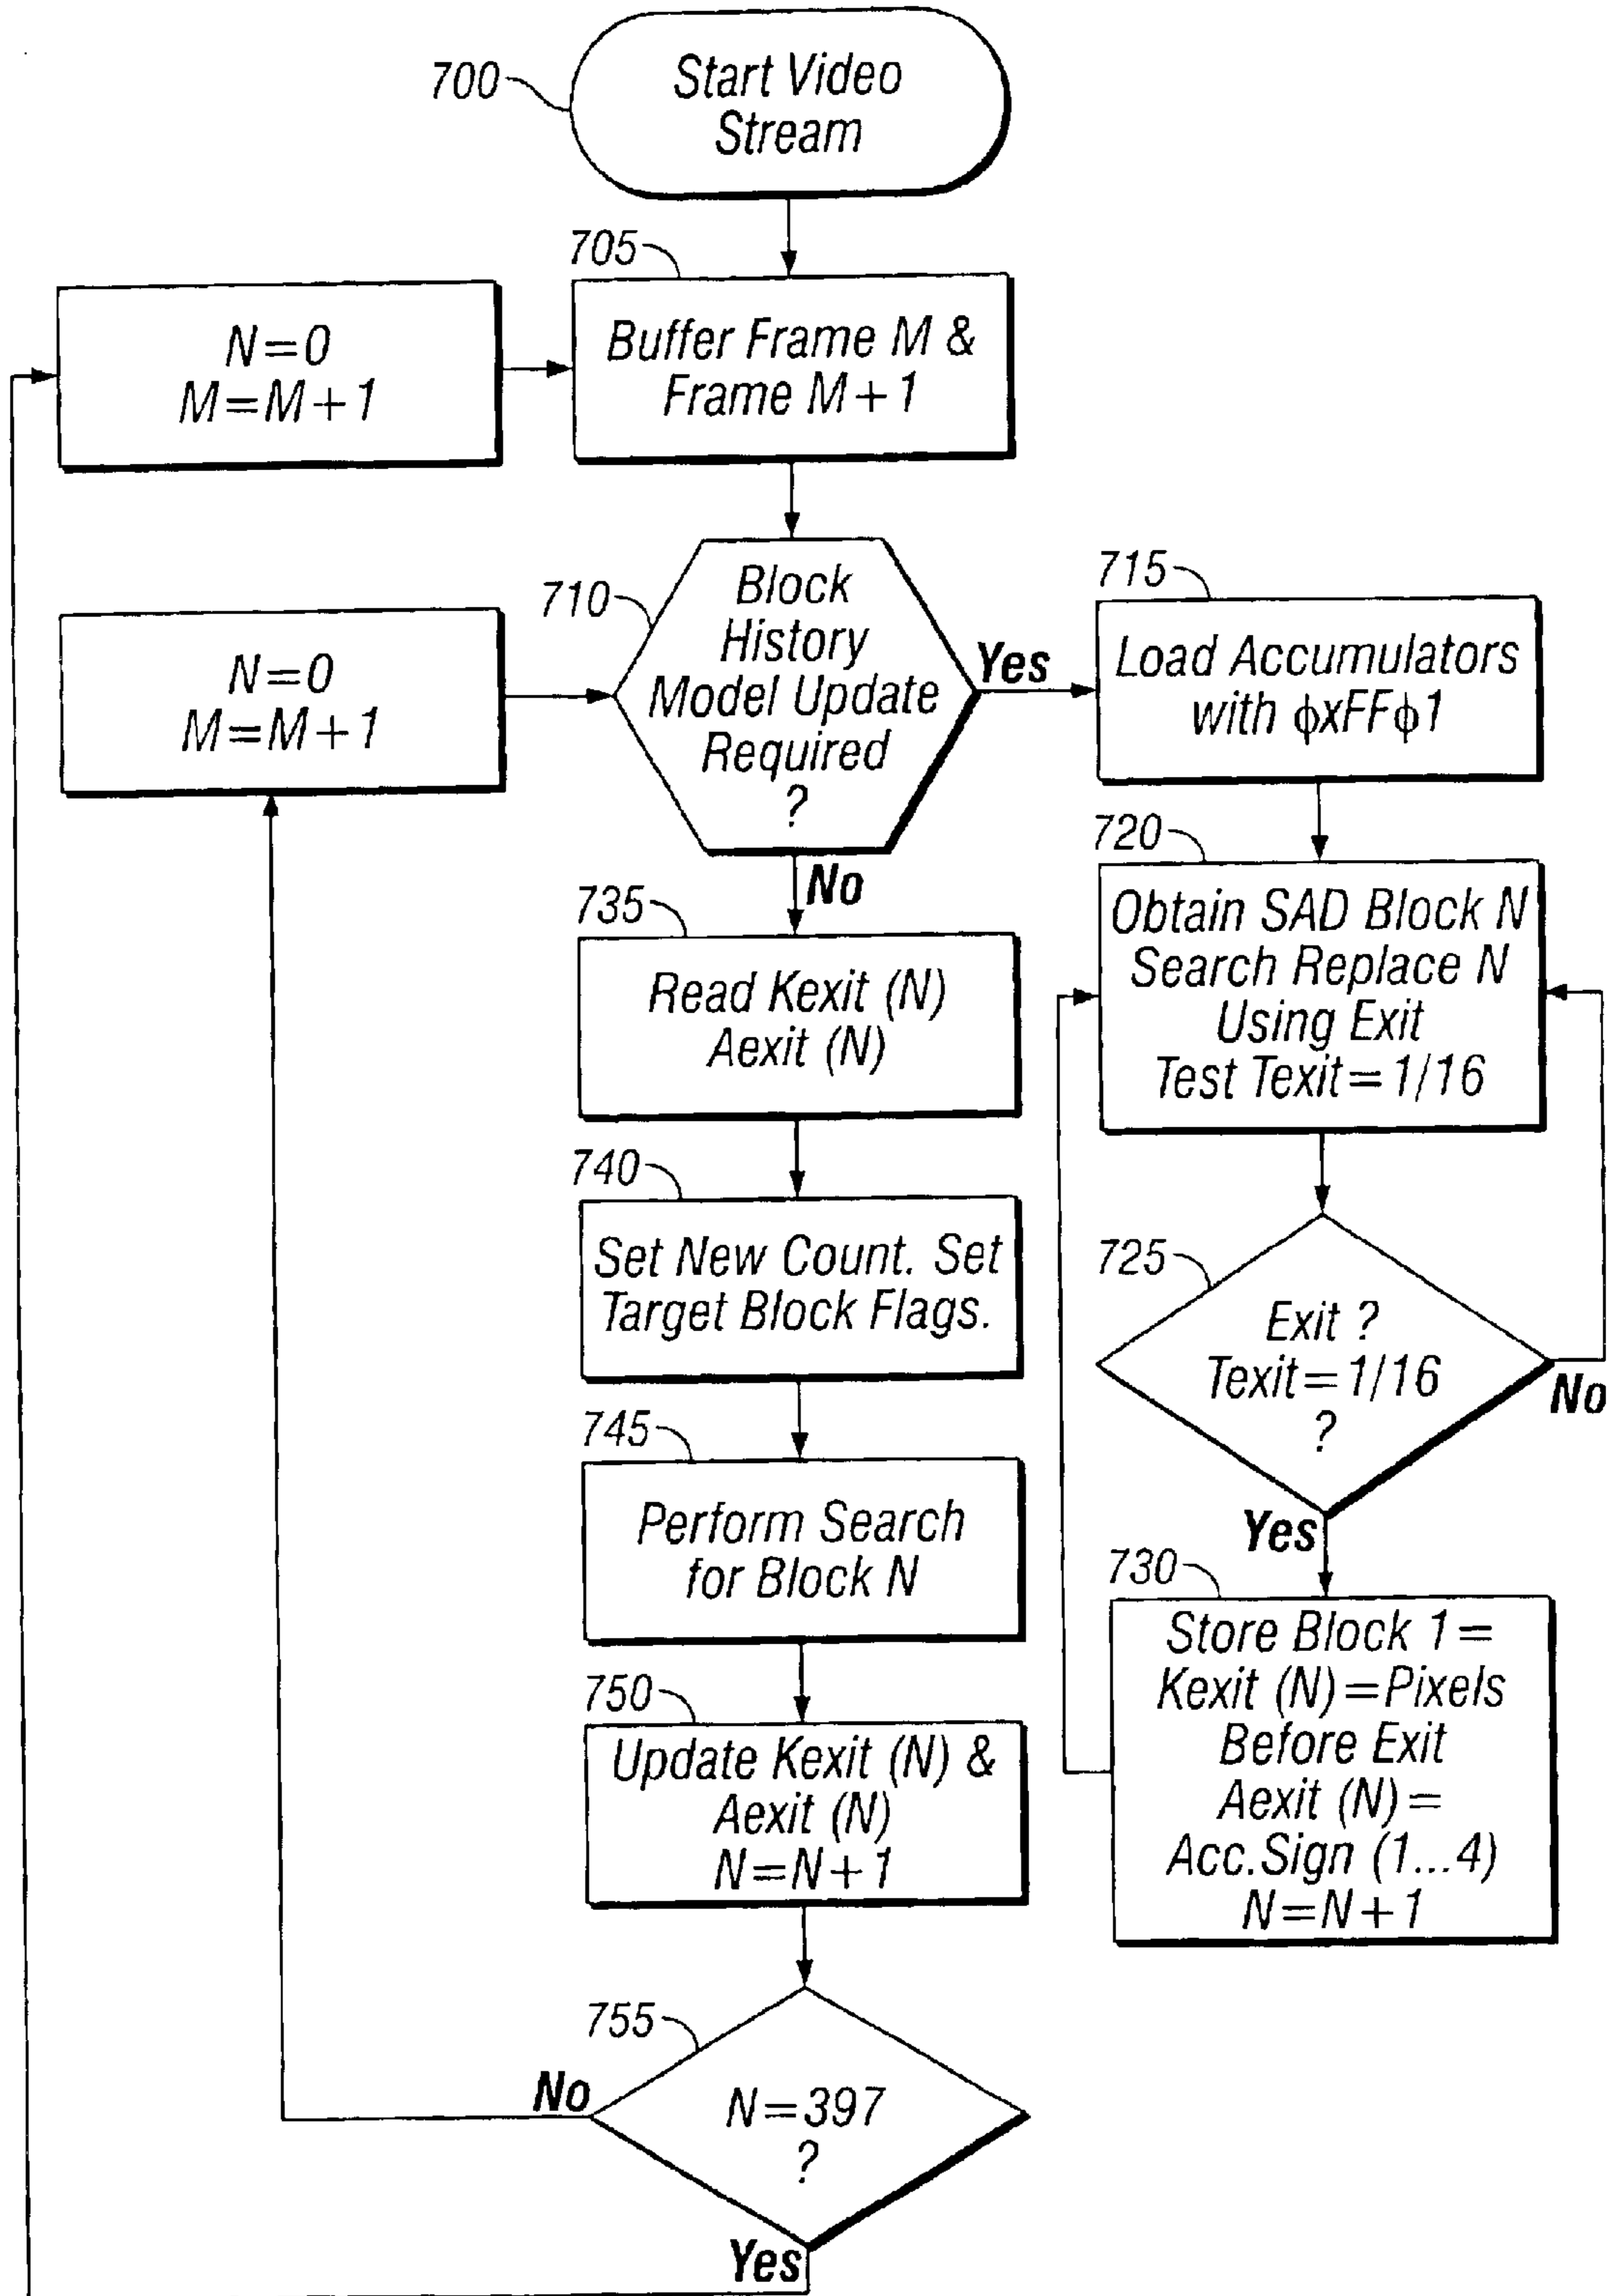 700
Start Video
Stream
705
N=0
M=M+1
Buffer Frame M &
Frame M+1
710
N=0
M=M+1
Block
History
Model Update
Required
?
Yes
No
715
Load Accumulators
with ϕxFFϕ1
720
Obtain SAD Block N
Search Replace N
Using Exit
Test Texit=1/16
725
Exit ?
Texit=1/16
?
No
Yes
730
Store Block 1=
Kexit (N)=Pixels
Before Exit
Aexit (N)=
Acc.Sign (1...4)
N=N+1
735
Read Kexit (N)
Aexit (N)
740
Set New Count. Set
Target Block Flags.
745
Perform Search
for Block N
750
Update Kexit (N) &
Aexit (N)
N=N+1
755
No
N=397
?
Yes